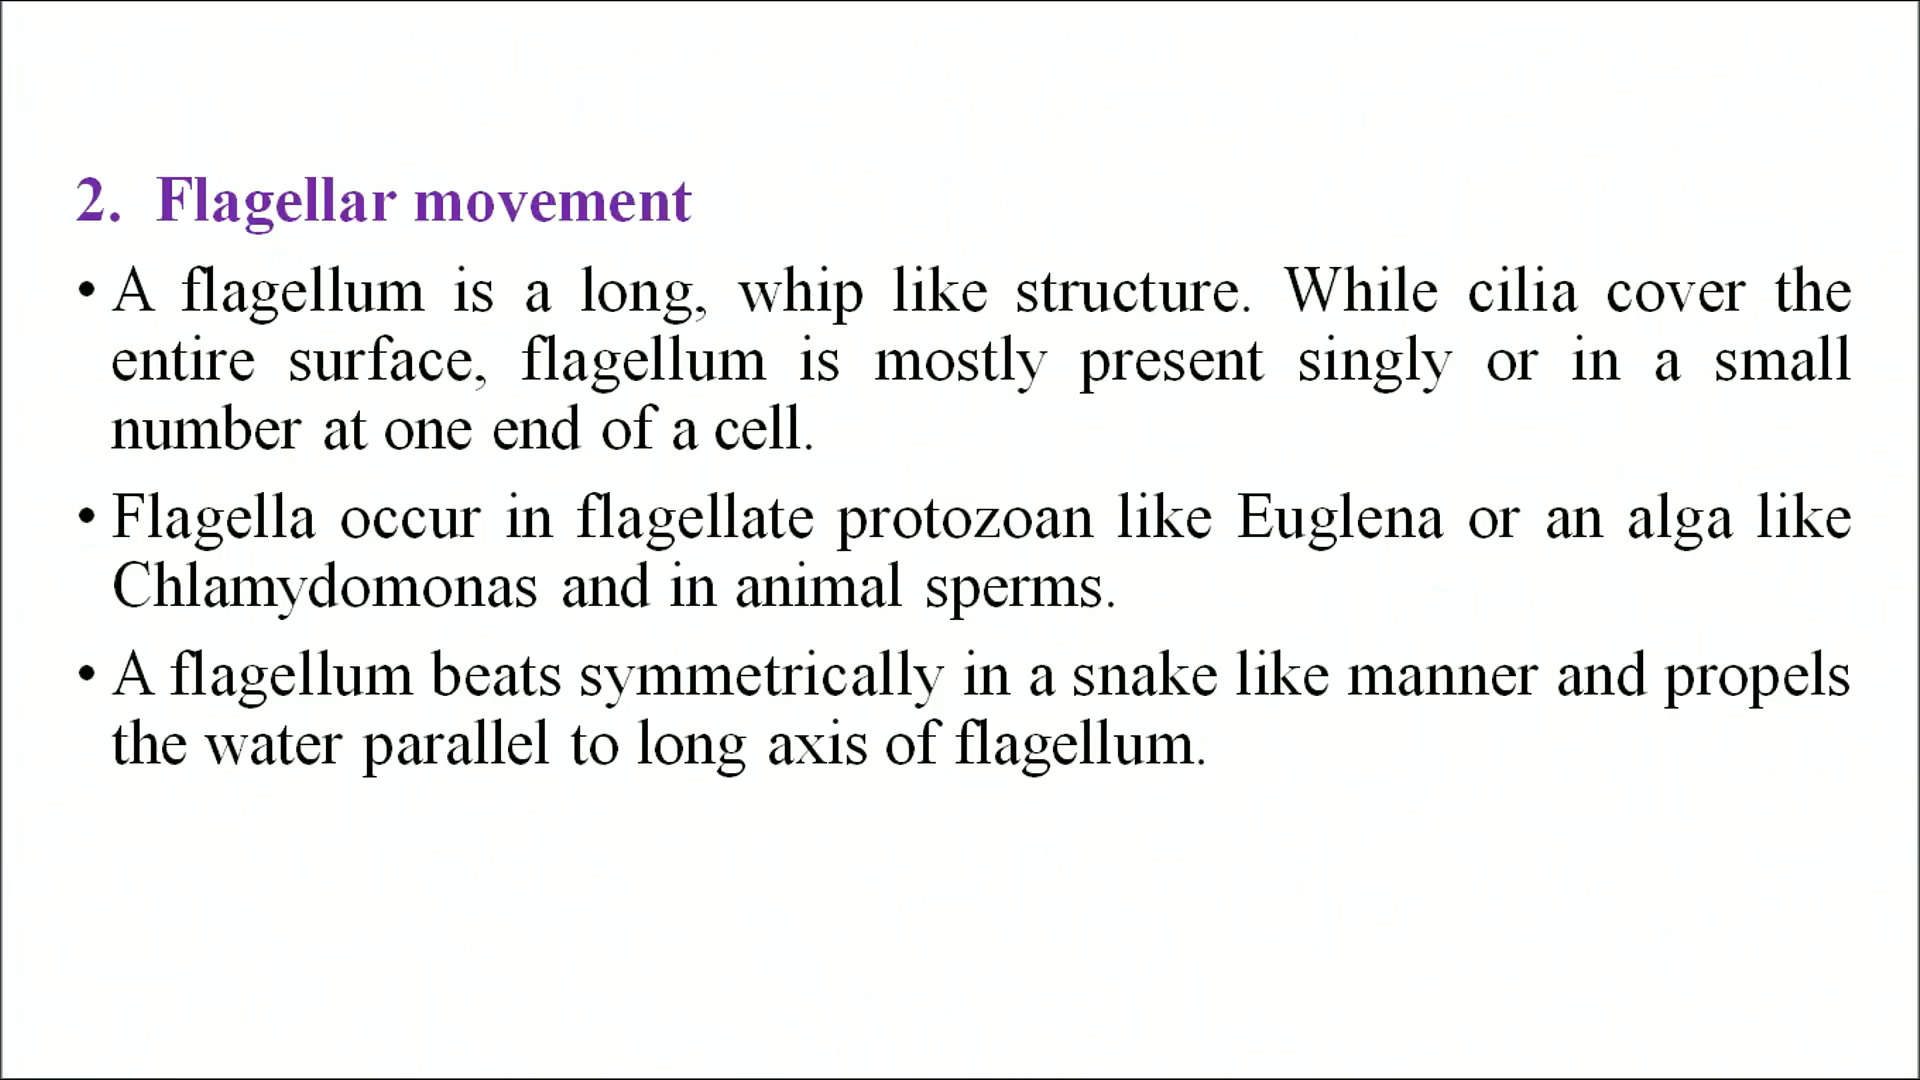 2. Flagellar movement
• A flagellum is a long, whip like structure. While cilia cover the
entire surface, flagellum is mostly present singly or in a small
number at one end of a cell.
• Flagella occur in flagellate protozoan like Euglena or an alga like
Chlamydomonas and in animal sperms.
• A flagellum beats symmetrically in a snake like manner and propels
the water parallel to long axis of flagellum.